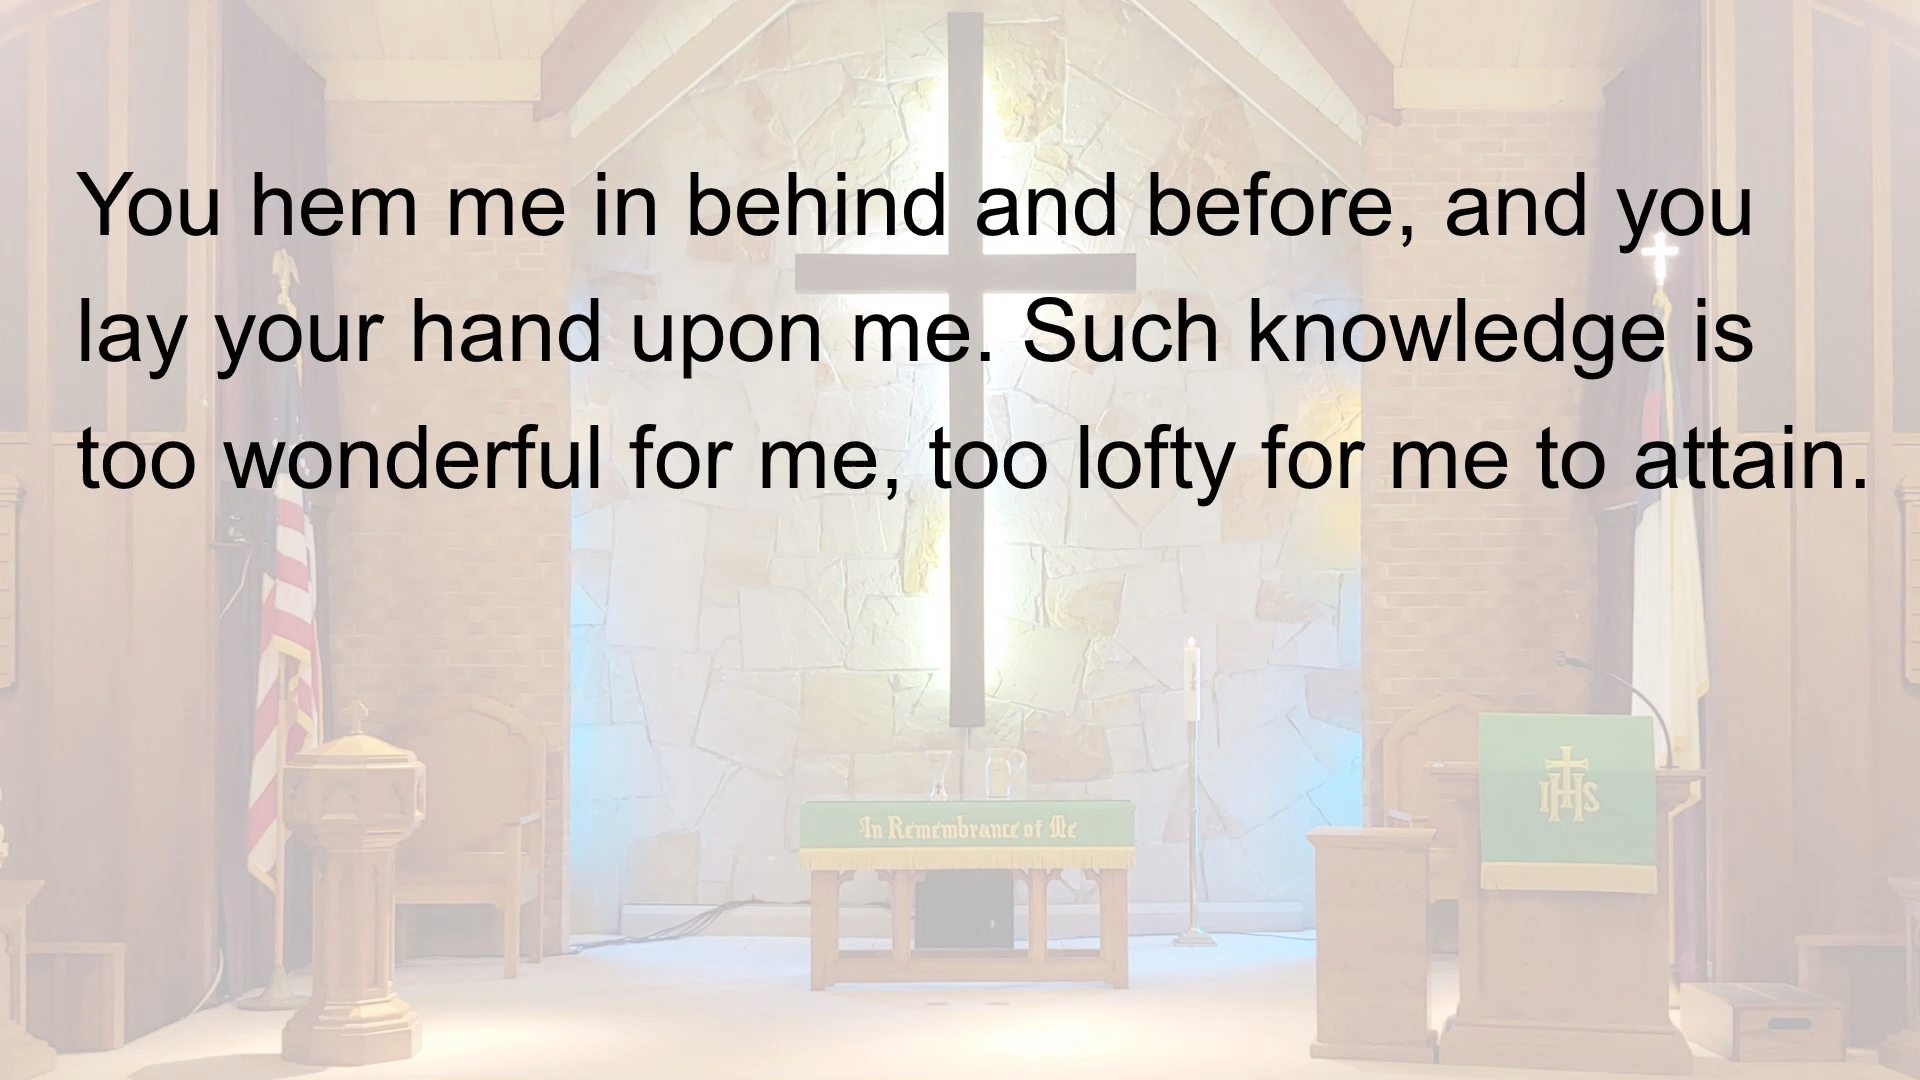 You hem me in behind and before, and you
lay your hand upon me. Such knowledge is
too wonderful for me, too lofty for me to attain.
In Remembrance of Me
IHS